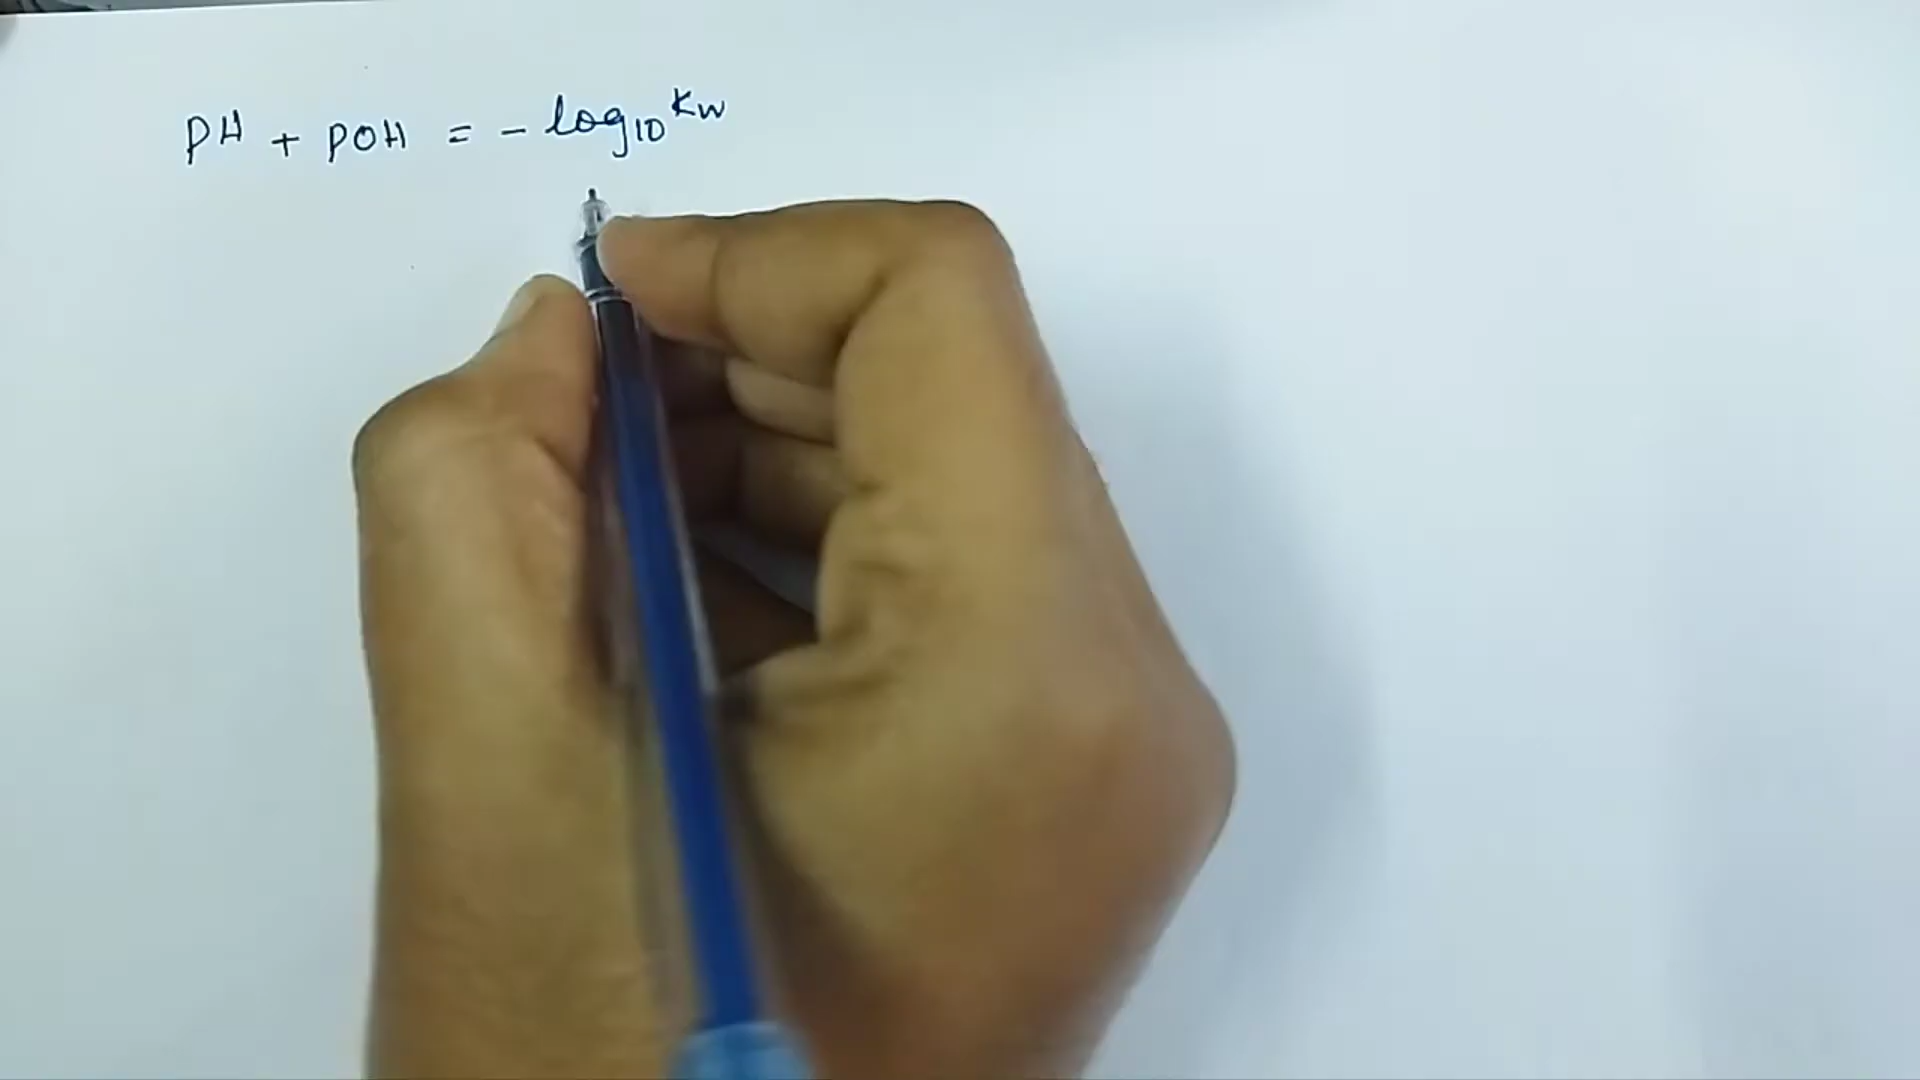 PH + POH = - log10 Kw